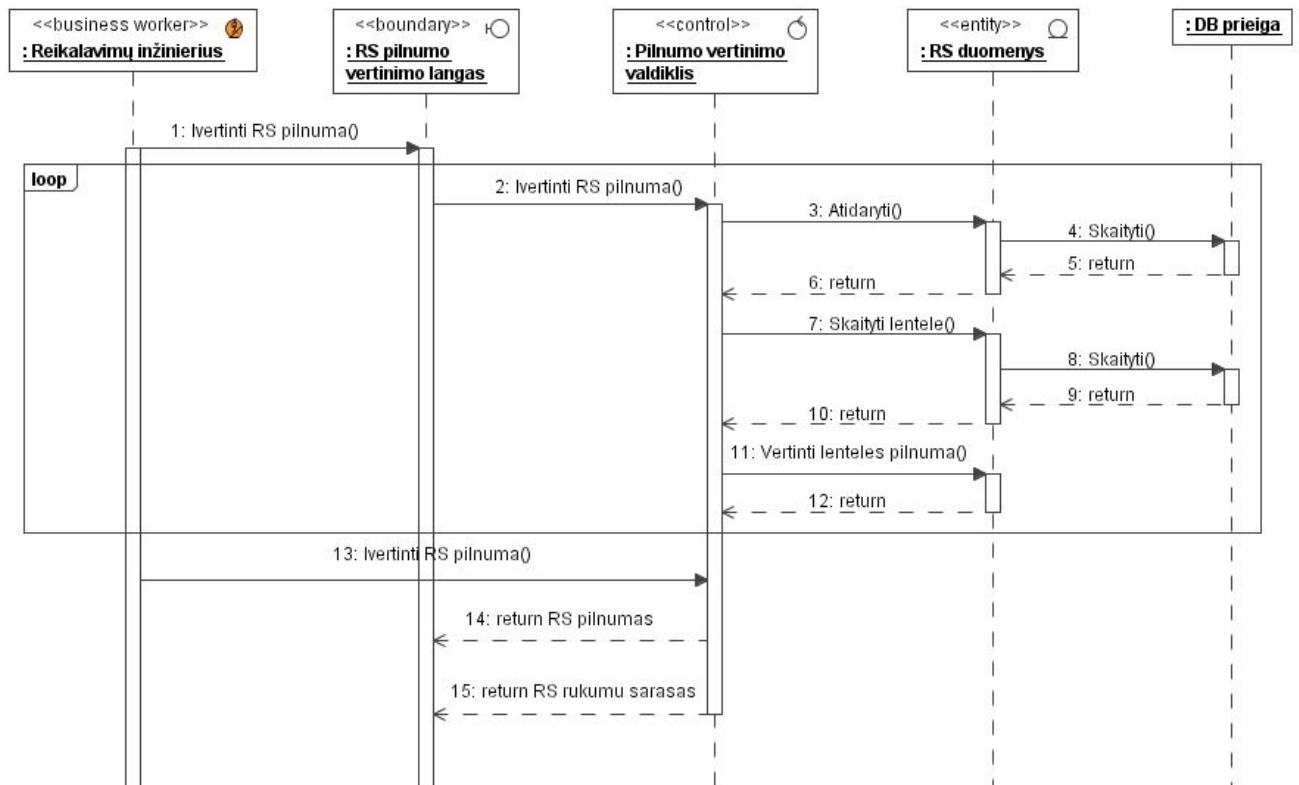 <<business worker>>
: Reikalavimų inžinierius
<<boundary>>
: RS pilnumo
vertinimo langas
<<control>>
: Pilnumo vertinimo
valdiklis
<<entity>>
: RS duomenys
: DB prieiga
1: Ivertinti RS pilnuma()
loop
2: Ivertinti RS pilnuma()
3: Atidaryti()
4: Skaityti()
5: return
6: return
7: Skaityti lentele()
8: Skaityti()
9: return
10: return
11: Vertinti lenteles pilnuma()
12: return
13: Ivertinti RS pilnuma()
14: return RS pilnumas
15: return RS rukumu sarasas